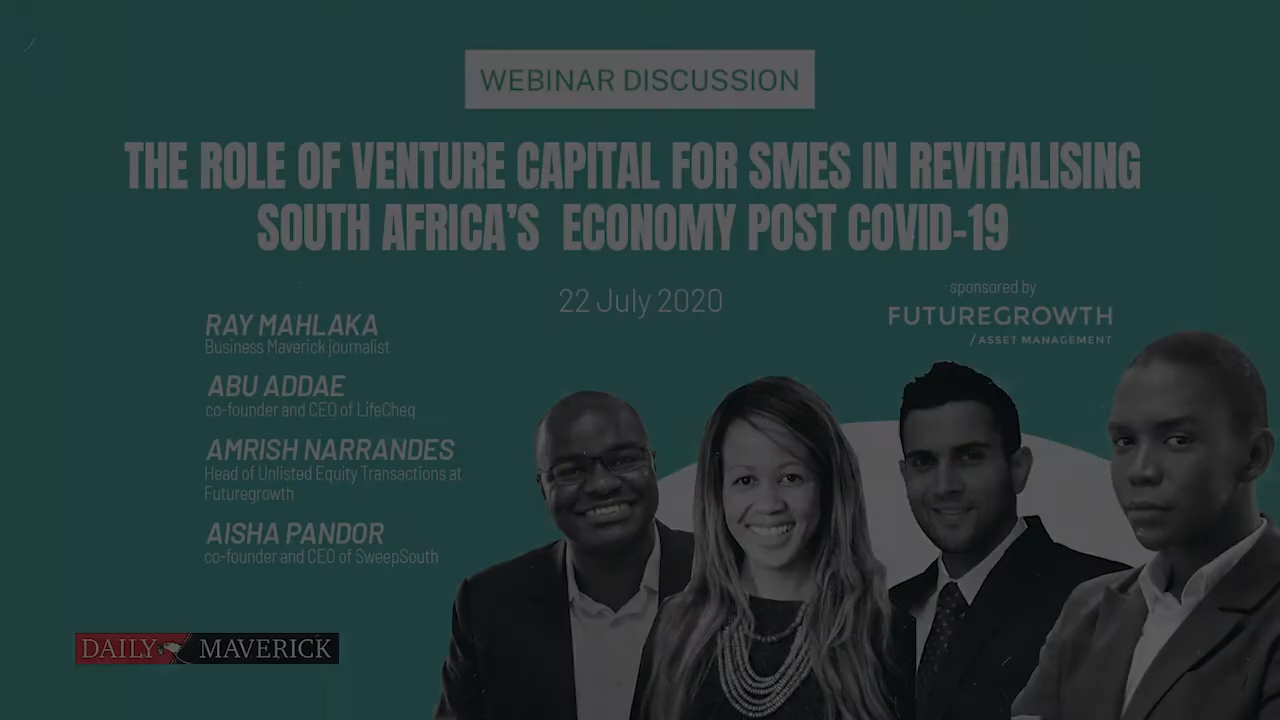 WEBINAR DISCUSSION
THE ROLE OF VENTURE CAPITAL FOR SMES IN REVITALISING
SOUTH AFRICA'S ECONOMY POST COVID-19
22 July 2020
sponsored by
FUTUREGROWTH
/ ASSET MANAGEMENT
RAY MAHLAKA
Business Maverick journalist
ABU ADDAE
co-founder and CEO of LifeCheq
AMRISH NARRANDES
Head of Unlisted Equity Transactions at
Futuregrowth
AISHA PANDOR
co-founder and CEO of SweepSouth
DAILY MAVERICK